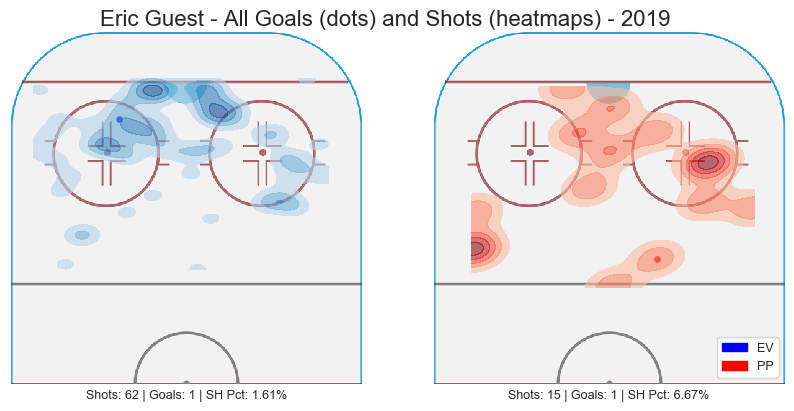 Eric Guest - All Goals (dots) and Shots (heatmaps) - 2019
EV
PP
Shots: 62 | Goals: 1 | SH Pct: 1.61%
Shots: 15 | Goals: 1 | SH Pct: 6.67%